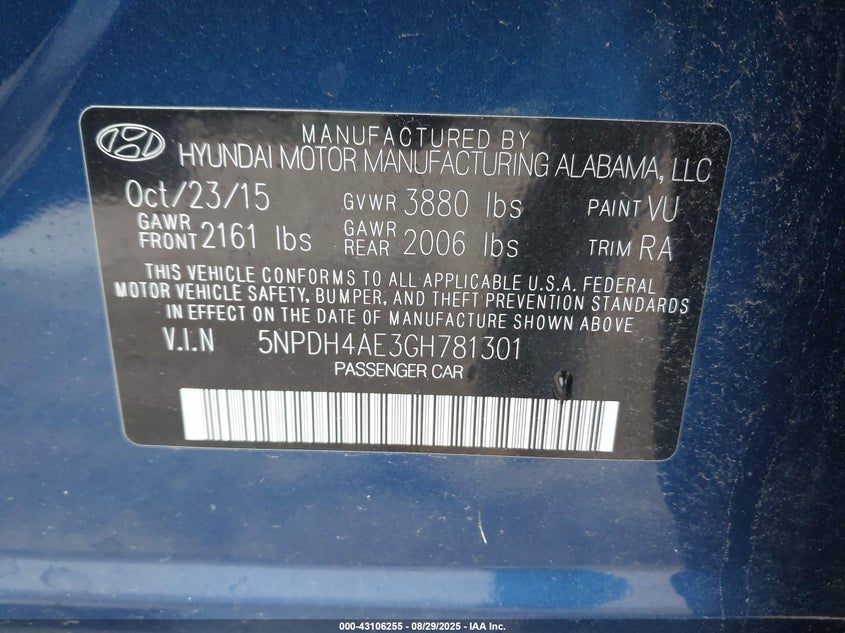 MANUFACTURED BY
HYUNDAI MOTOR MANUFACTURING ALABAMA, LLC
Oct/23/15 GVWR 3880 lbs PAINT VU
GAWR FRONT 2161 lbs GAWR REAR 2006 lbs TRIM RA
THIS VEHICLE CONFORMS TO ALL APPLICABLE U.S.A. FEDERAL
MOTOR VEHICLE SAFETY, BUMPER, AND THEFT PREVENTION STANDARDS
IN EFFECT ON THE DATE OF MANUFACTURE SHOWN ABOVE
V.I.N 5NPDH4AE3GH781301
PASSENGER CAR
000-43106255 - 08/29/2025 - IAA Inc.